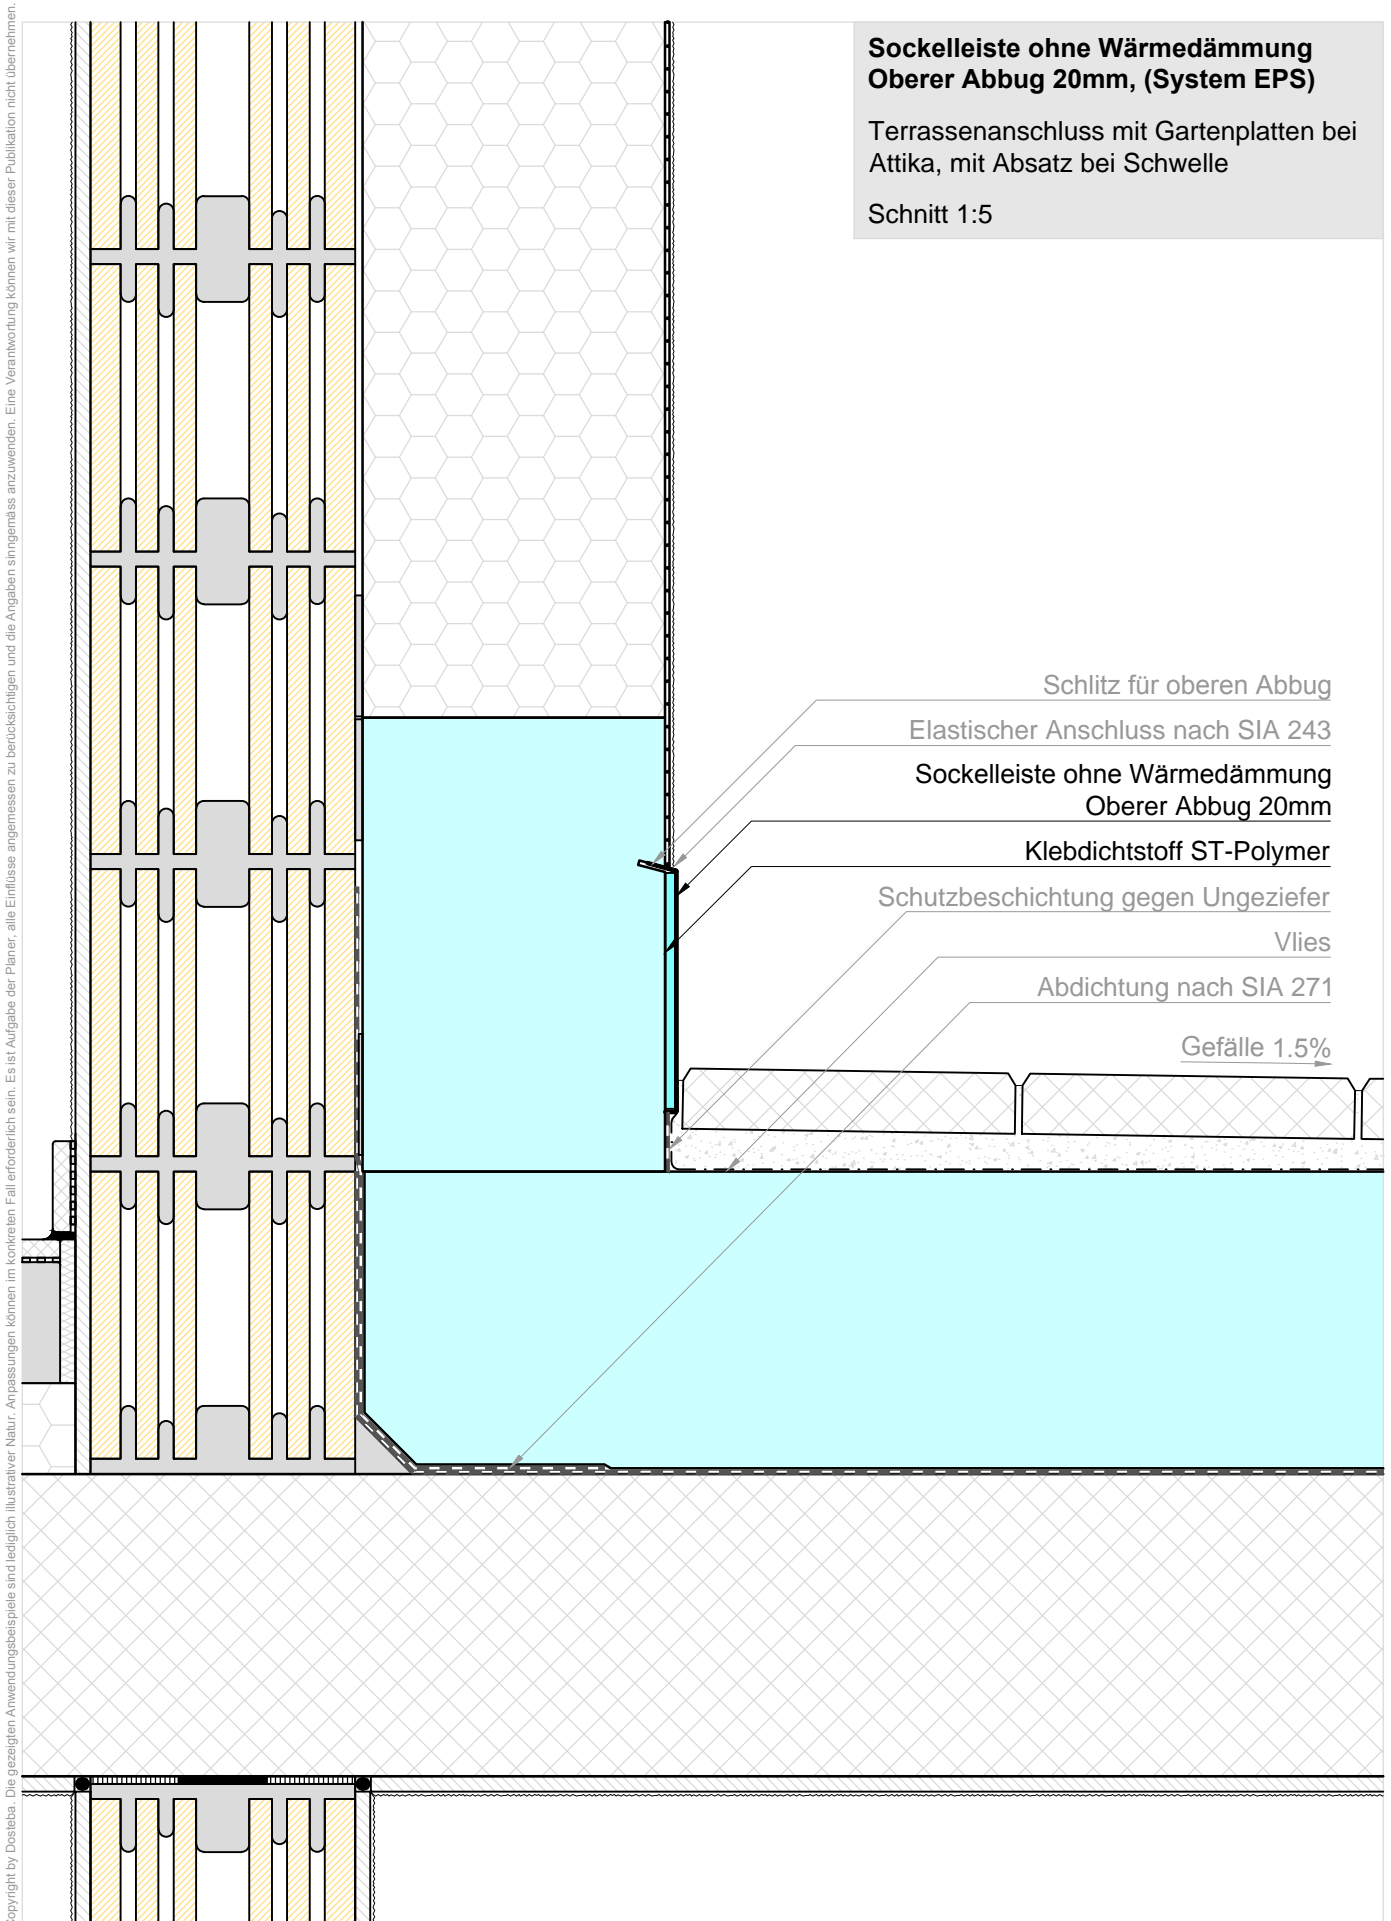 Sockelleiste ohne Wärmedämmung
Oberer Abbug 20mm, (System EPS)
Terrassenanschluss mit Gartenplatten bei
Attika, mit Absatz bei Schwelle
Schnitt 1:5
Schlitz für oberen Abbug
Elastischer Anschluss nach SIA 243
Sockelleiste ohne Wärmedämmung
Oberer Abbug 20mm
Klebdichtstoff ST-Polymer
Schutzbeschichtung gegen Ungeziefer
Vlies
Abdichtung nach SIA 271
Gefälle 1.5%
Copyright by Dosteba. Die gezeigten Anwendungsbeispiele sind lediglich illustrativer Natur. Anpassungen können im konkreten Fall erforderlich sein. Es ist Aufgabe der Planer, alle Einflüsse angemessen zu berücksichtigen und die Angaben sinngemäss anzuwenden. Eine Verantwortung können wir mit dieser Publikation nicht übernehmen.